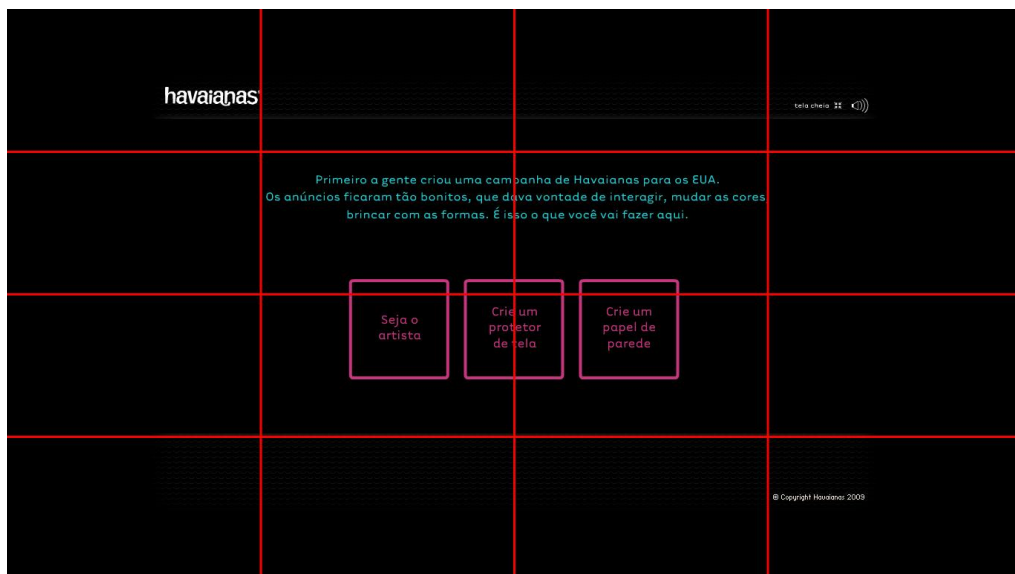 havaianas
tela cheia
Primeiro a gente criou uma campanha de Havaianas para os EUA.
Os anúncios ficaram tão bonitos, que dava vontade de interagir, mudar as cores
brincar com as formas. É isso o que você vai fazer aqui.
Seja o
artista
Crie um
protetor
de tela
Crie um
papel de
parede
© Copyright Havaianas 2009